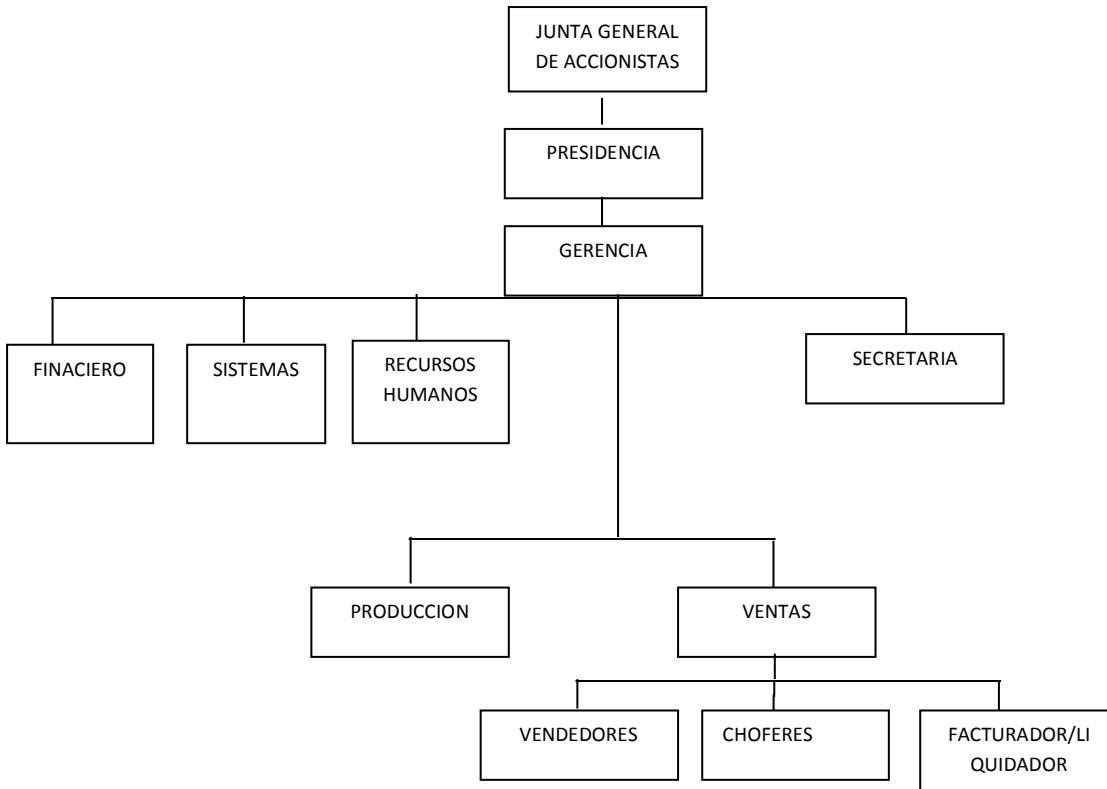 JUNTA GENERAL
DE ACCIONISTAS
PRESIDENCIA
GERENCIA
FINACIERO
SISTEMAS
RECURSOS
HUMANOS
SECRETARIA
PRODUCCION
VENTAS
VENDEDORES
CHOFERES
FACTURADOR/LI
QUIDADOR